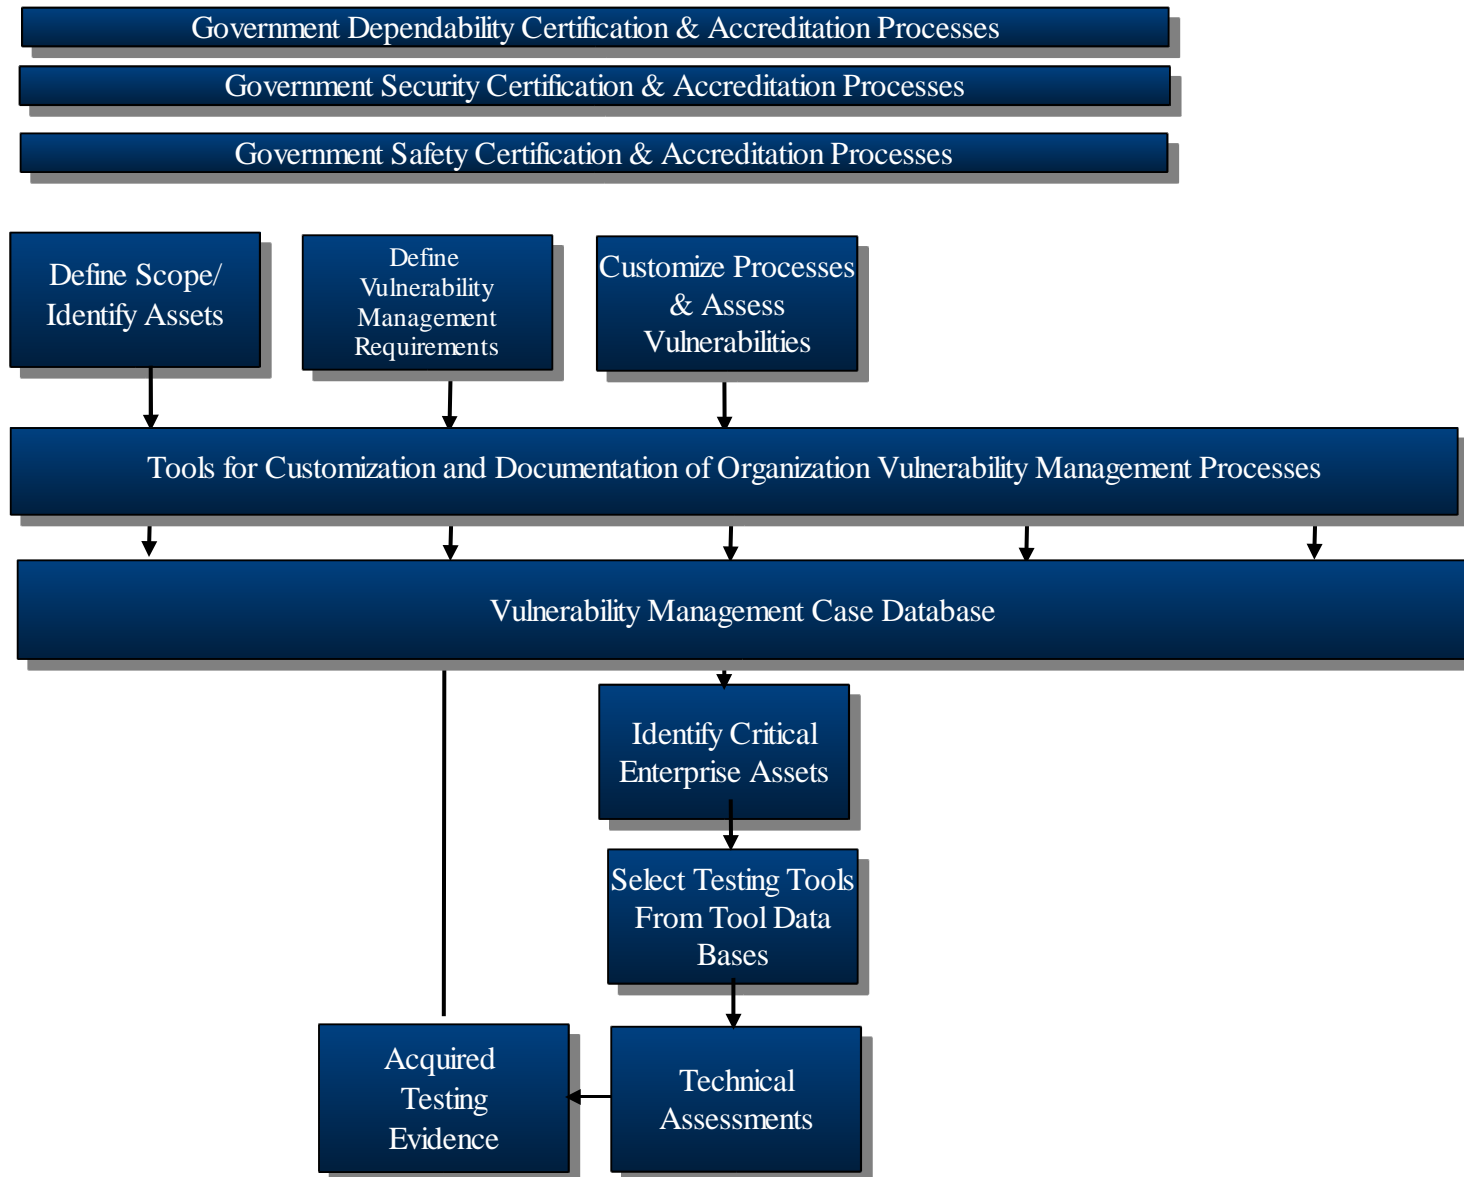 Government Dependability Certification & Accreditation Processes
Government Security Certification & Accreditation Processes
Government Safety Certification & Accreditation Processes
Define Scope/
Identify Assets
Define
Vulnerability
Management
Requirements
Customize Processes
& Assess
Vulnerabilities
Tools for Customization and Documentation of Organization Vulnerability Management Processes
Vulnerability Management Case Database
Identify Critical
Enterprise Assets
Select Testing Tools
From Tool Data
Bases
Acquired
Testing
Evidence
Technical
Assessments